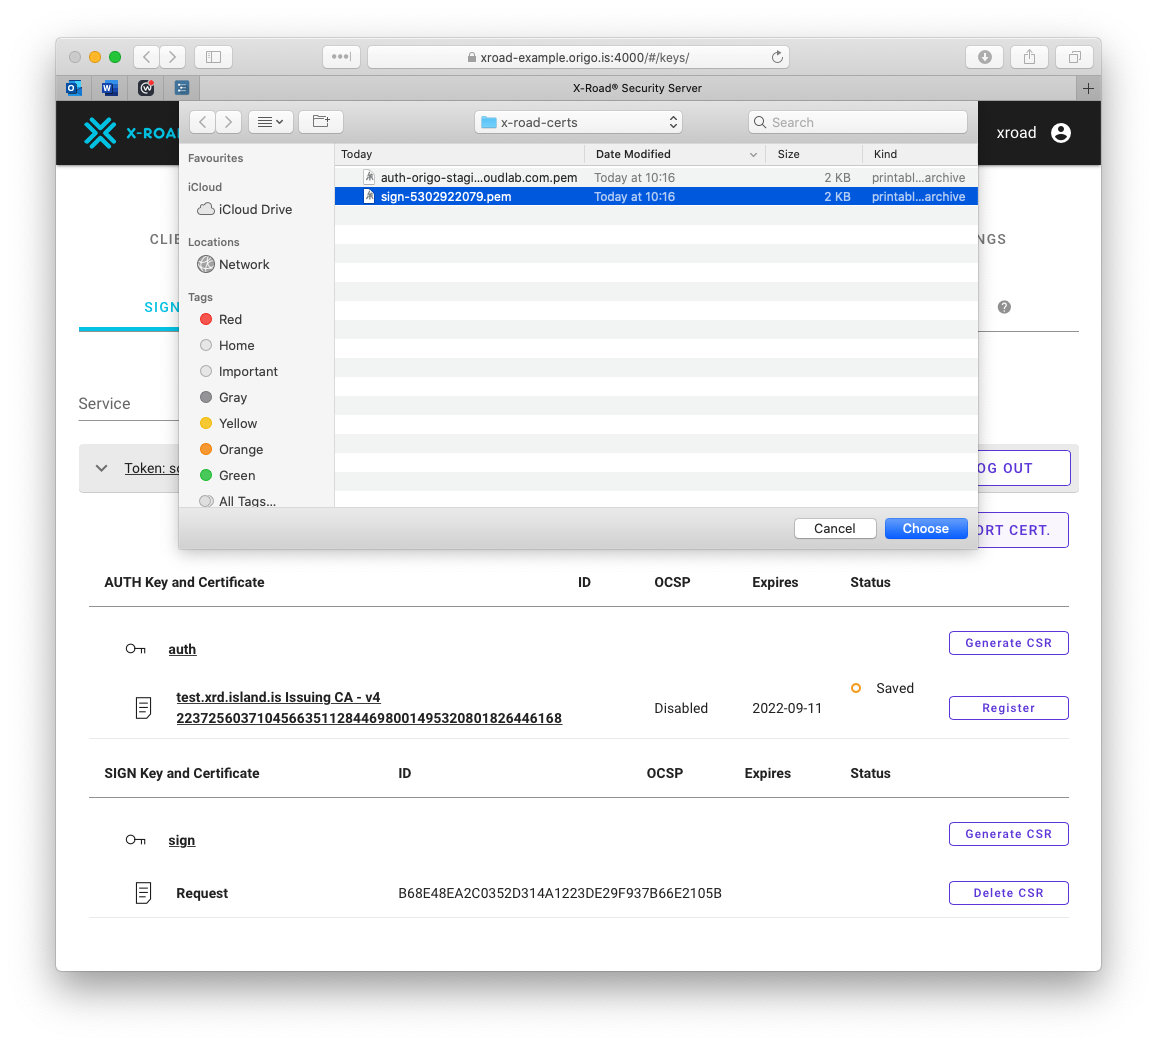 xroad-example.origo.is:4000/#/keys/
X-Road® Security Server
X-ROA
x-road-certs
Search
xroad
Favourites
iCloud
iCloud Drive
Locations
Network
Tags
Red
Home
Important
Gray
Yellow
Orange
Green
All Tags...
Today Date Modified Size Kind
auth-origo-stagi...oudlab.com.pem Today at 10:16 2 KB printabl...archive
sign-5302922079.pem Today at 10:16 2 KB printabl...archive
CLIE
NGS
SIGN
?
Service
Token: so
OG OUT
Cancel
Choose
ORT CERT.
AUTH Key and Certificate ID OCSP Expires Status
auth
Generate CSR
test.xrd.island.is Issuing CA - v4
223725603710456635112844698001495320801826446168
Disabled
2022-09-11
Saved
Register
SIGN Key and Certificate ID OCSP Expires Status
sign
Generate CSR
Request
B68E48EA2C0352D314A1223DE29F937B66E2105B
Delete CSR